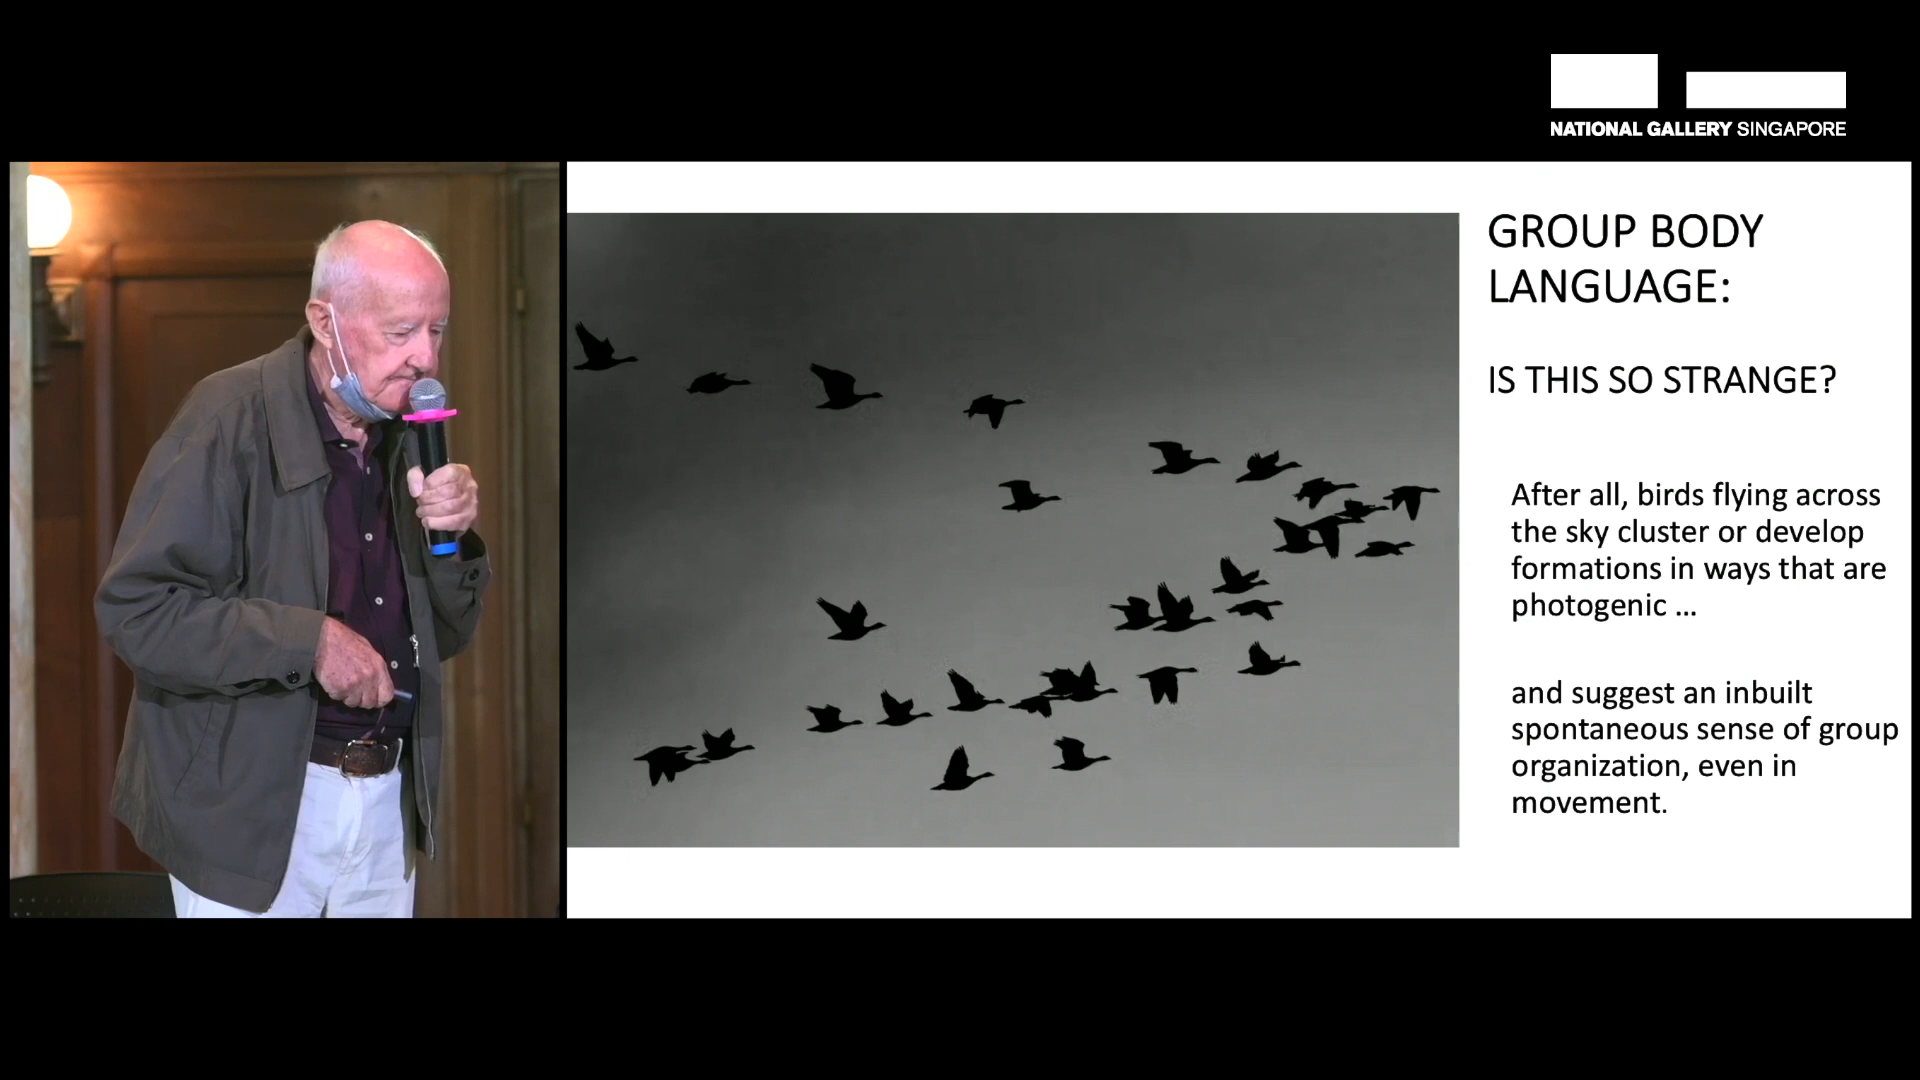 NATIONAL GALLERY SINGAPORE
GROUP BODY
LANGUAGE:
IS THIS SO STRANGE?
After all, birds flying across
the sky cluster or develop
formations in ways that are
photogenic ...
and suggest an inbuilt
spontaneous sense of group
organization, even in
movement.